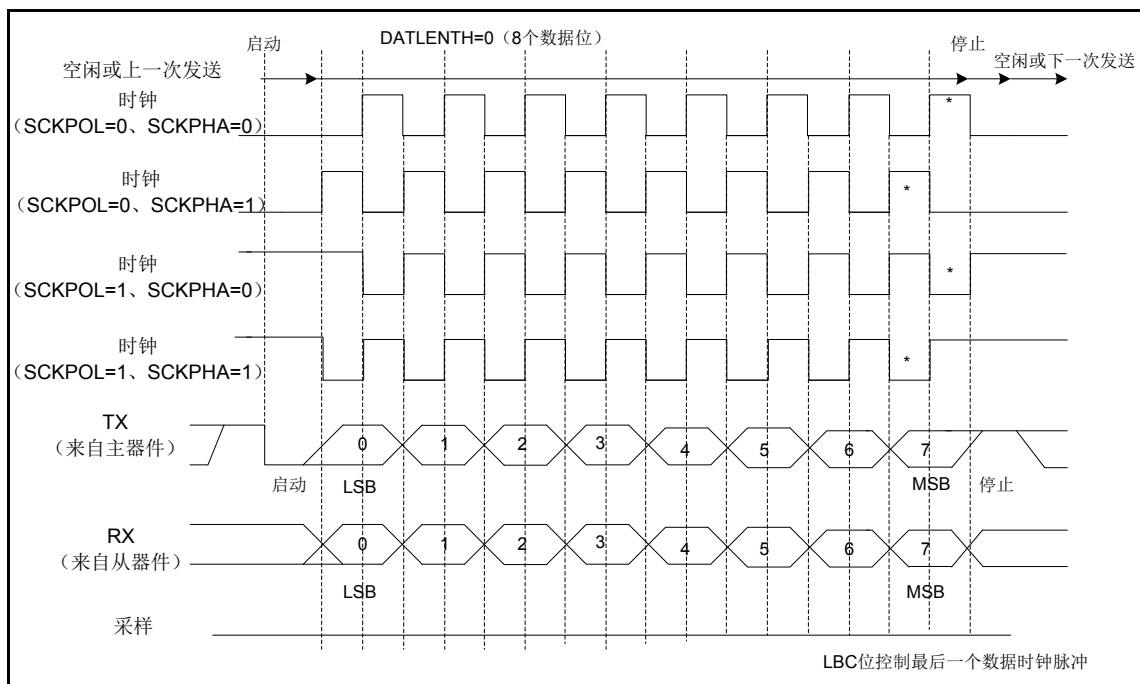 启动
DATLENTH=0（8个数据位）
停止
空闲或上一次发送
空闲或下一次发送
时钟
（SCKPOL=0、SCKPHA=0）
*
时钟
（SCKPOL=0、SCKPHA=1）
*
时钟
（SCKPOL=1、SCKPHA=0）
*
时钟
（SCKPOL=1、SCKPHA=1）
*
TX
（来自主器件）
0 1 2 3 4 5 6 7
启动 LSB MSB 停止
RX
（来自从器件）
0 1 2 3 4 5 6 7
LSB MSB
采样
LBC位控制最后一个数据时钟脉冲